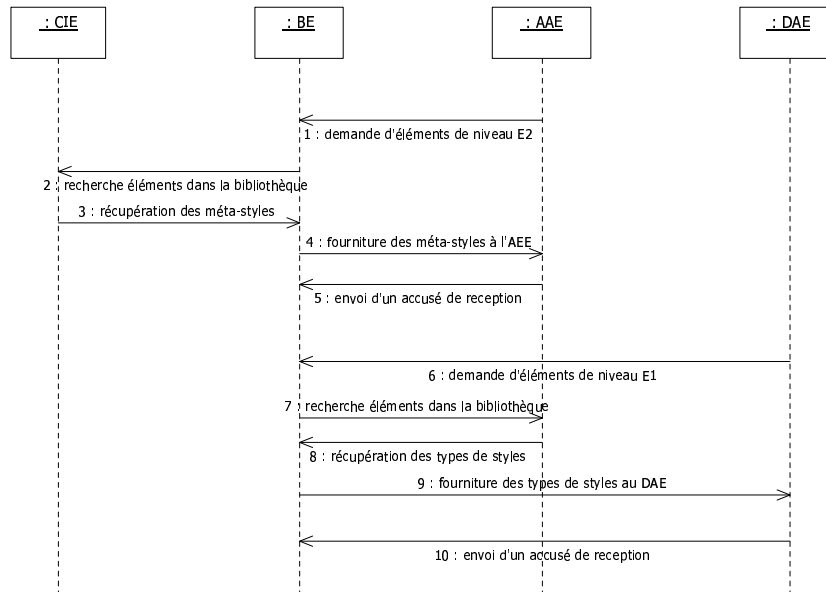 : CIE
: BE
: AAE
: DAE
1 : demande d'éléments de niveau E2
2 : recherche éléments dans la bibliothèque
3 : récupération des méta-styles
4 : fourniture des méta-styles à l'AEE
5 : envoi d'un accusé de reception
6 : demande d'éléments de niveau E1
7 : recherche éléments dans la bibliothèque
8 : récupération des types de styles
9 : fourniture des types de styles au DAE
10 : envoi d'un accusé de reception